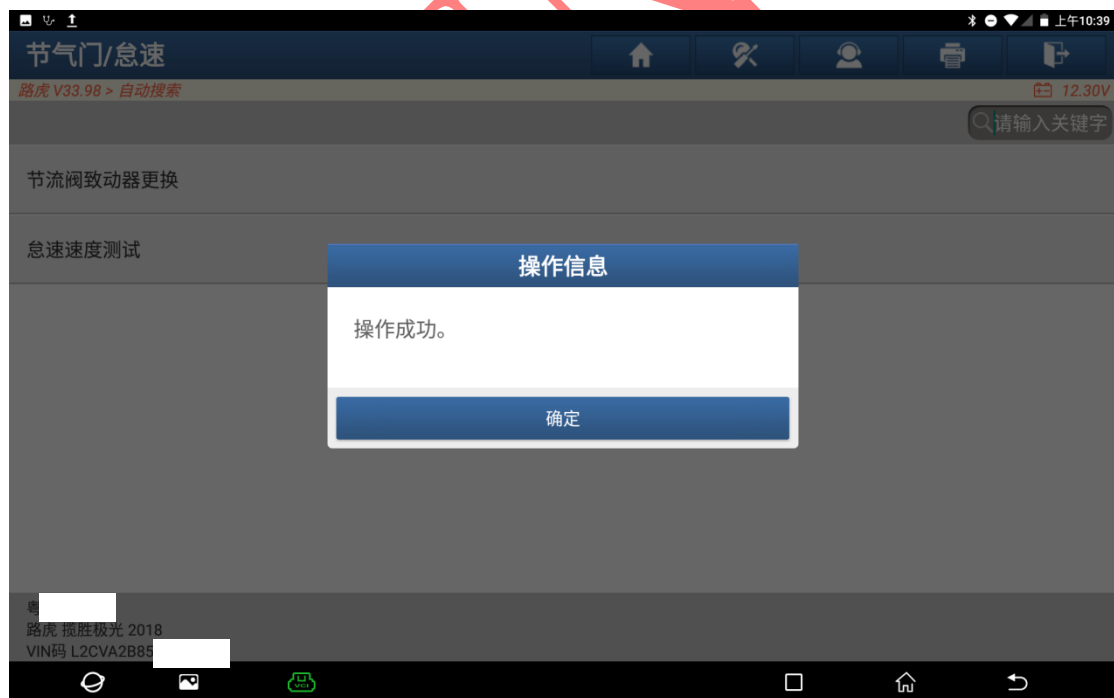 上午10:39
节气门/怠速
路虎 V33.98 > 自动搜索
12.30V
请输入关键字
节流阀致动器更换
怠速速度测试
操作信息
操作成功。
确定
粤
路虎 揽胜极光 2018
VIN码 L2CVA2B85
VCI